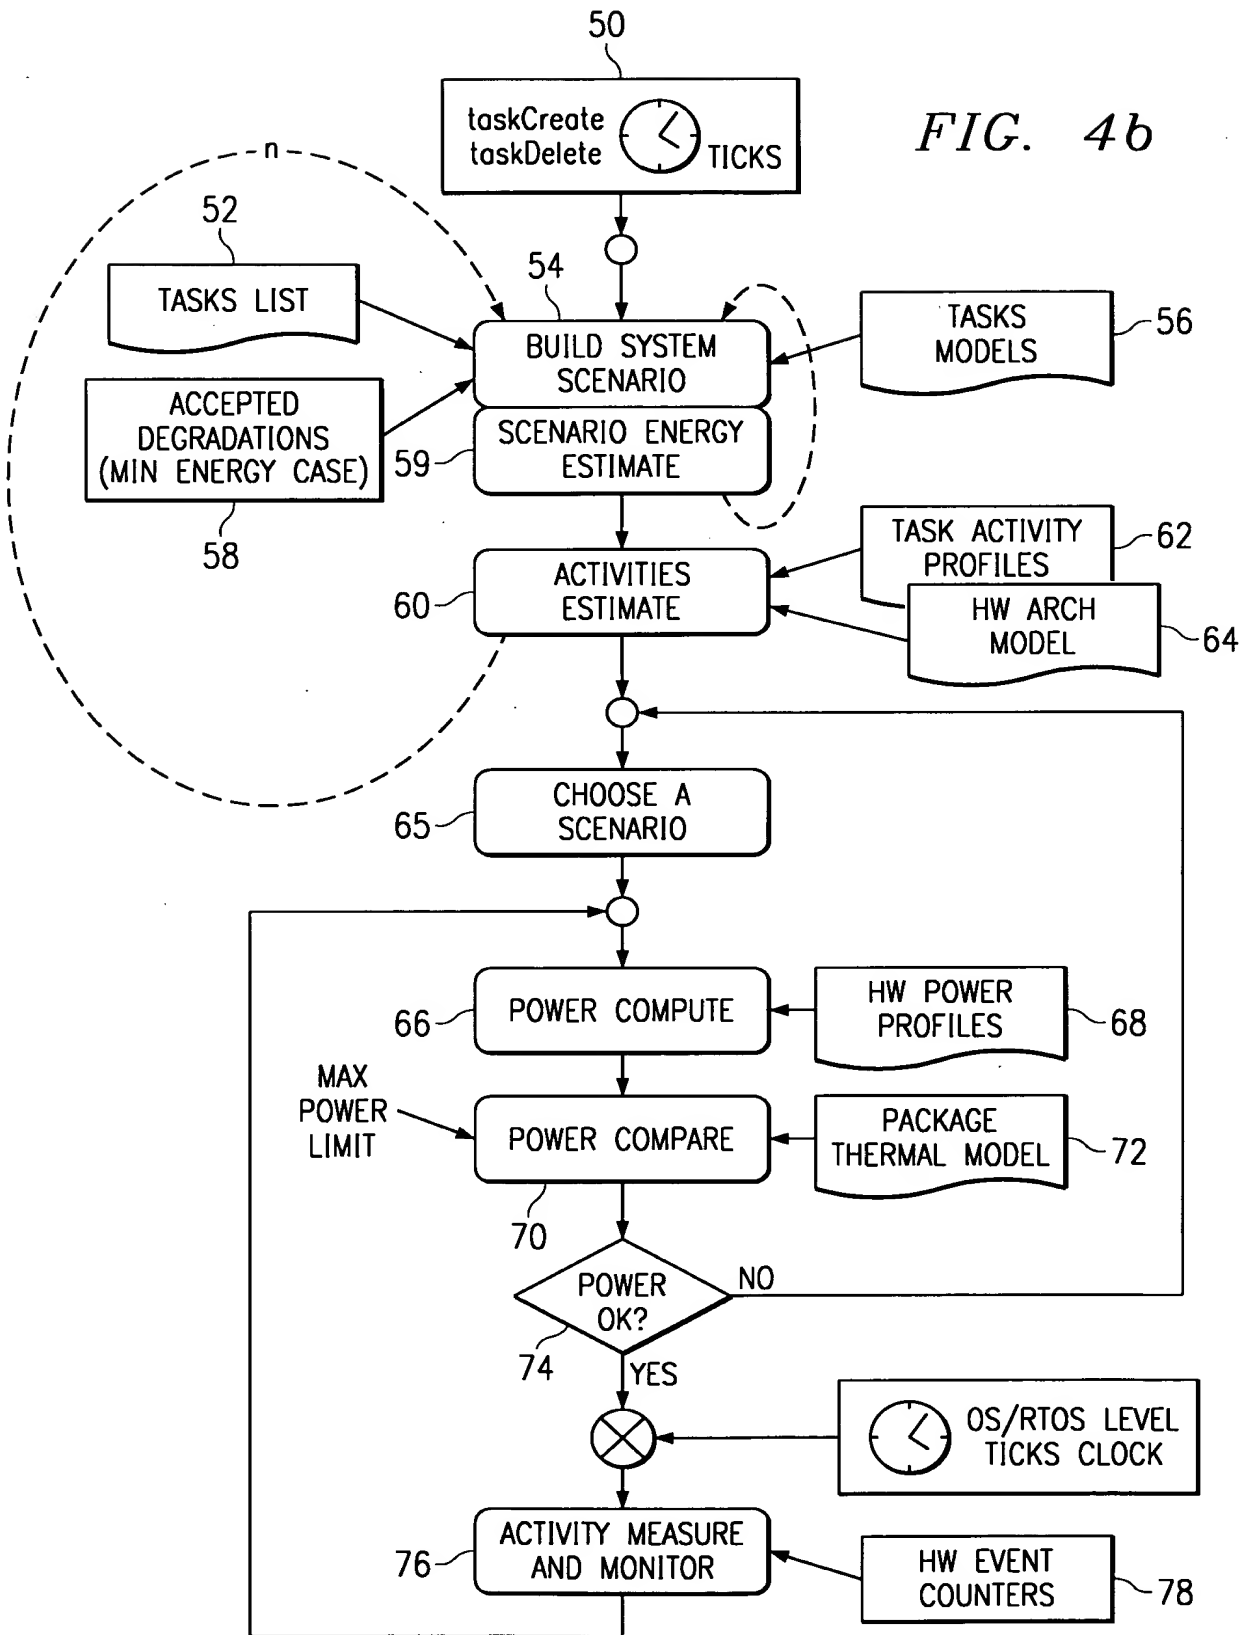 50
FIG. 4b
taskCreate
taskDelete
TICKS
n
52
TASKS LIST
54
BUILD SYSTEM
SCENARIO
TASKS
MODELS
56
ACCEPTED
DEGRADATIONS
(MIN ENERGY CASE)
58
59
SCENARIO ENERGY
ESTIMATE
60
ACTIVITIES
ESTIMATE
TASK ACTIVITY
PROFILES
62
HW ARCH
MODEL
64
65
CHOOSE A
SCENARIO
66
POWER COMPUTE
HW POWER
PROFILES
68
MAX
POWER
LIMIT
POWER COMPARE
70
PACKAGE
THERMAL MODEL
72
POWER
OK?
NO
74
YES
OS/RTOS LEVEL
TICKS CLOCK
76
ACTIVITY MEASURE
AND MONITOR
HW EVENT
COUNTERS
78